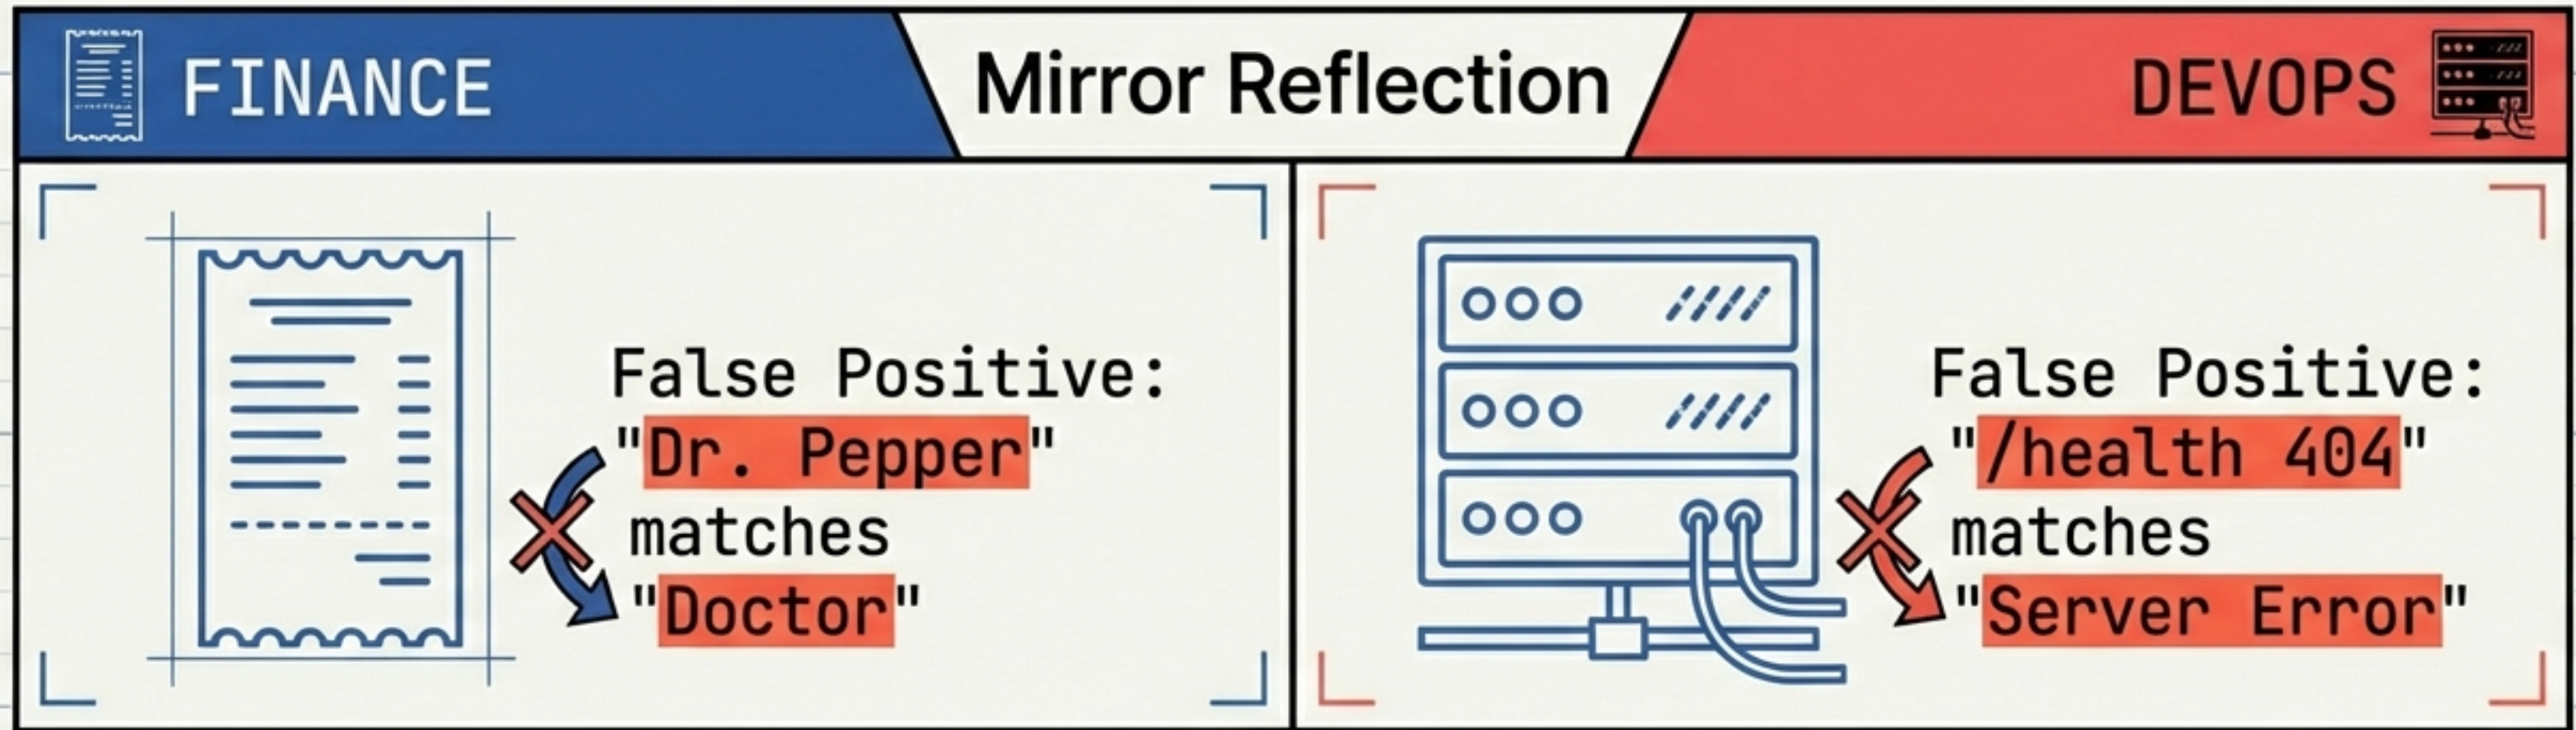 FINANCE
Mirror Reflection
DEVOPS
False Positive:
"Dr. Pepper"
matches
"Doctor"
False Positive:
"/health 404"
matches
"Server Error"